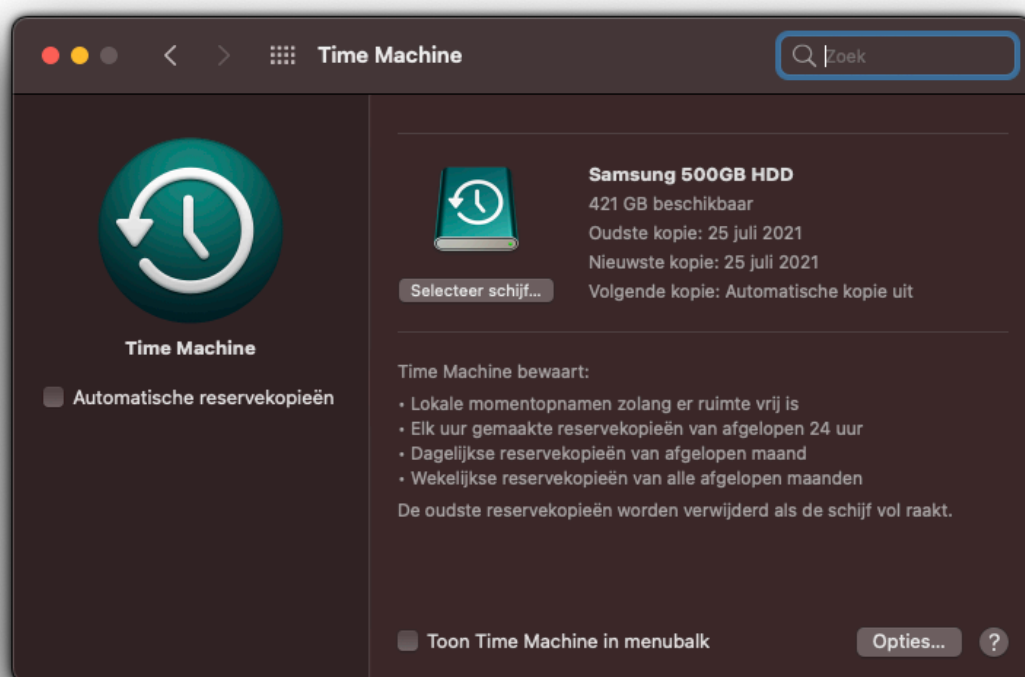 Time Machine
Zoek
Samsung 500GB HDD
421 GB beschikbaar
Oudste kopie: 25 juli 2021
Nieuwste kopie: 25 juli 2021
Selecteer schijf...
Volgende kopie: Automatische kopie uit
Time Machine
Automatische reservekopieën
Time Machine bewaart:
• Lokale momentopnamen zolang er ruimte vrij is
• Elk uur gemaakte reservekopieën van afgelopen 24 uur
• Dagelijkse reservekopieën van afgelopen maand
• Wekelijkse reservekopieën van alle afgelopen maanden
De oudste reservekopieën worden verwijderd als de schijf vol raakt.
Toon Time Machine in menubalk
Opties...
?